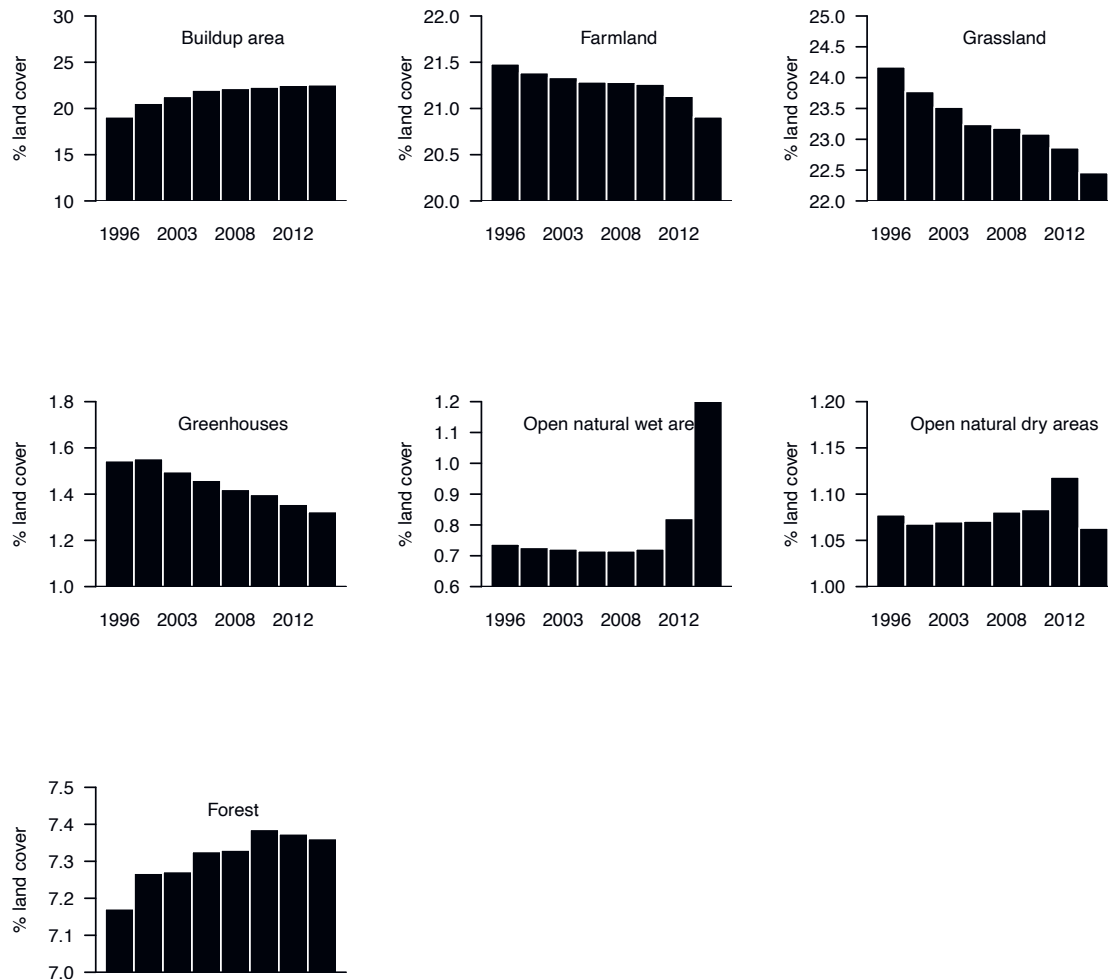 Buildup area
% land cover
30
25
20
15
10
1996 2003 2008 2012
Farmland
% land cover
22.0
21.5
21.0
20.5
20.0
1996 2003 2008 2012
Grassland
% land cover
25.0
24.5
24.0
23.5
23.0
22.5
22.0
1996 2003 2008 2012
Greenhouses
% land cover
1.8
1.6
1.4
1.2
1.0
1996 2003 2008 2012
Open natural wet are
% land cover
1.2
1.1
1.0
0.9
0.8
0.7
0.6
1996 2003 2008 2012
Open natural dry areas
% land cover
1.20
1.15
1.10
1.05
1.00
1996 2003 2008 2012
Forest
% land cover
7.5
7.4
7.3
7.2
7.1
7.0